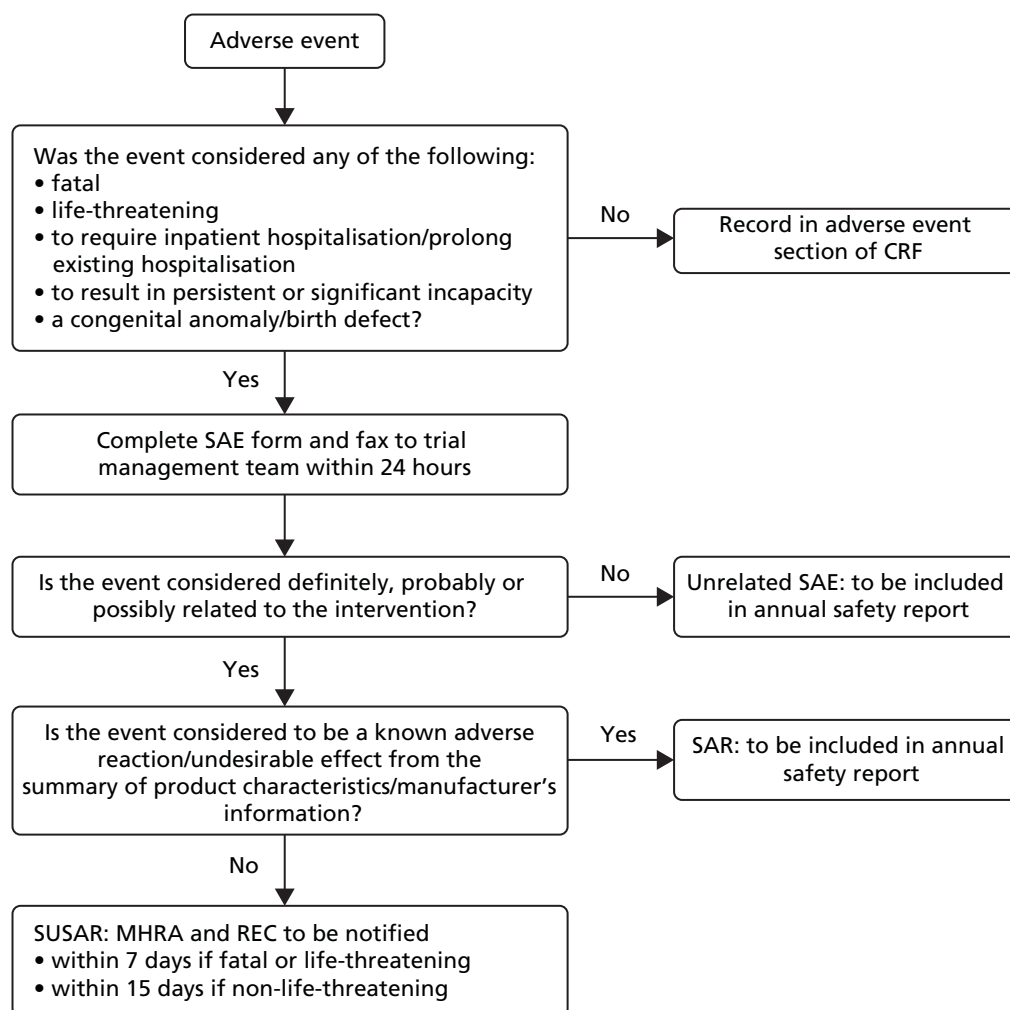 Adverse event
Was the event considered any of the following:
• fatal
• life-threatening
• to require inpatient hospitalisation/prolong
existing hospitalisation
• to result in persistent or significant incapacity
• a congenital anomaly/birth defect?
No
Record in adverse event
section of CRF
Yes
Complete SAE form and fax to trial
management team within 24 hours
Is the event considered definitely, probably or
possibly related to the intervention?
No
Unrelated SAE: to be included
in annual safety report
Yes
Is the event considered to be a known adverse
reaction/undesirable effect from the
summary of product characteristics/manufacturer’s
information?
Yes
SAR: to be included in annual
safety report
No
SUSAR: MHRA and REC to be notified
• within 7 days if fatal or life-threatening
• within 15 days if non-life-threatening